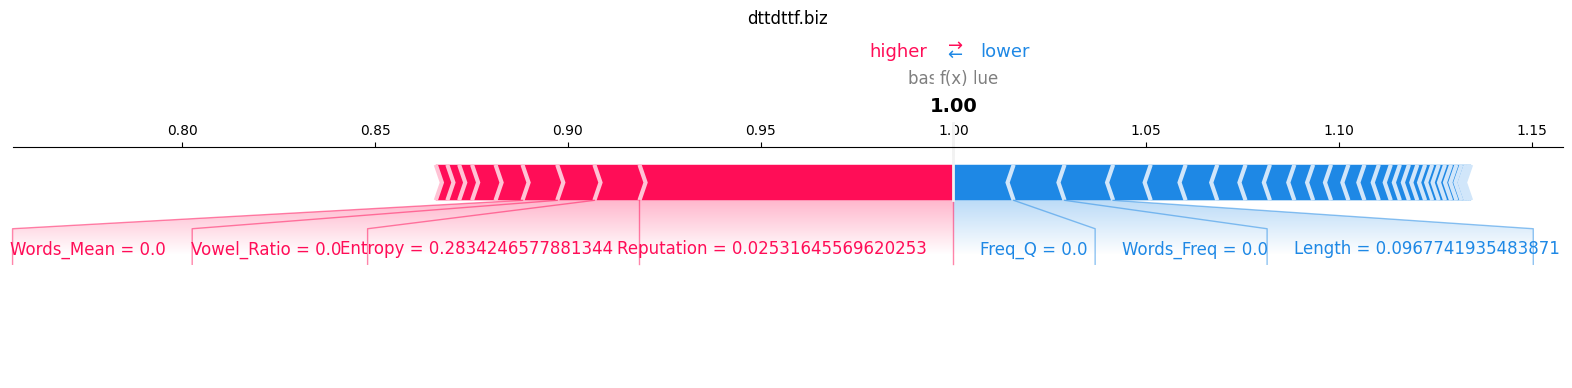 dttdttf.biz
higher → lower
←
bas f(x) lue
1.00
0.80 0.85 0.90 0.95 1.00 1.05 1.10 1.15
Words_Mean = 0.0 Vowel_Ratio = 0.0 Entropy = 0.2834246577881344 Reputation = 0.02531645569620253 Freq_Q = 0.0 Words_Freq = 0.0 Length = 0.0967741935483871